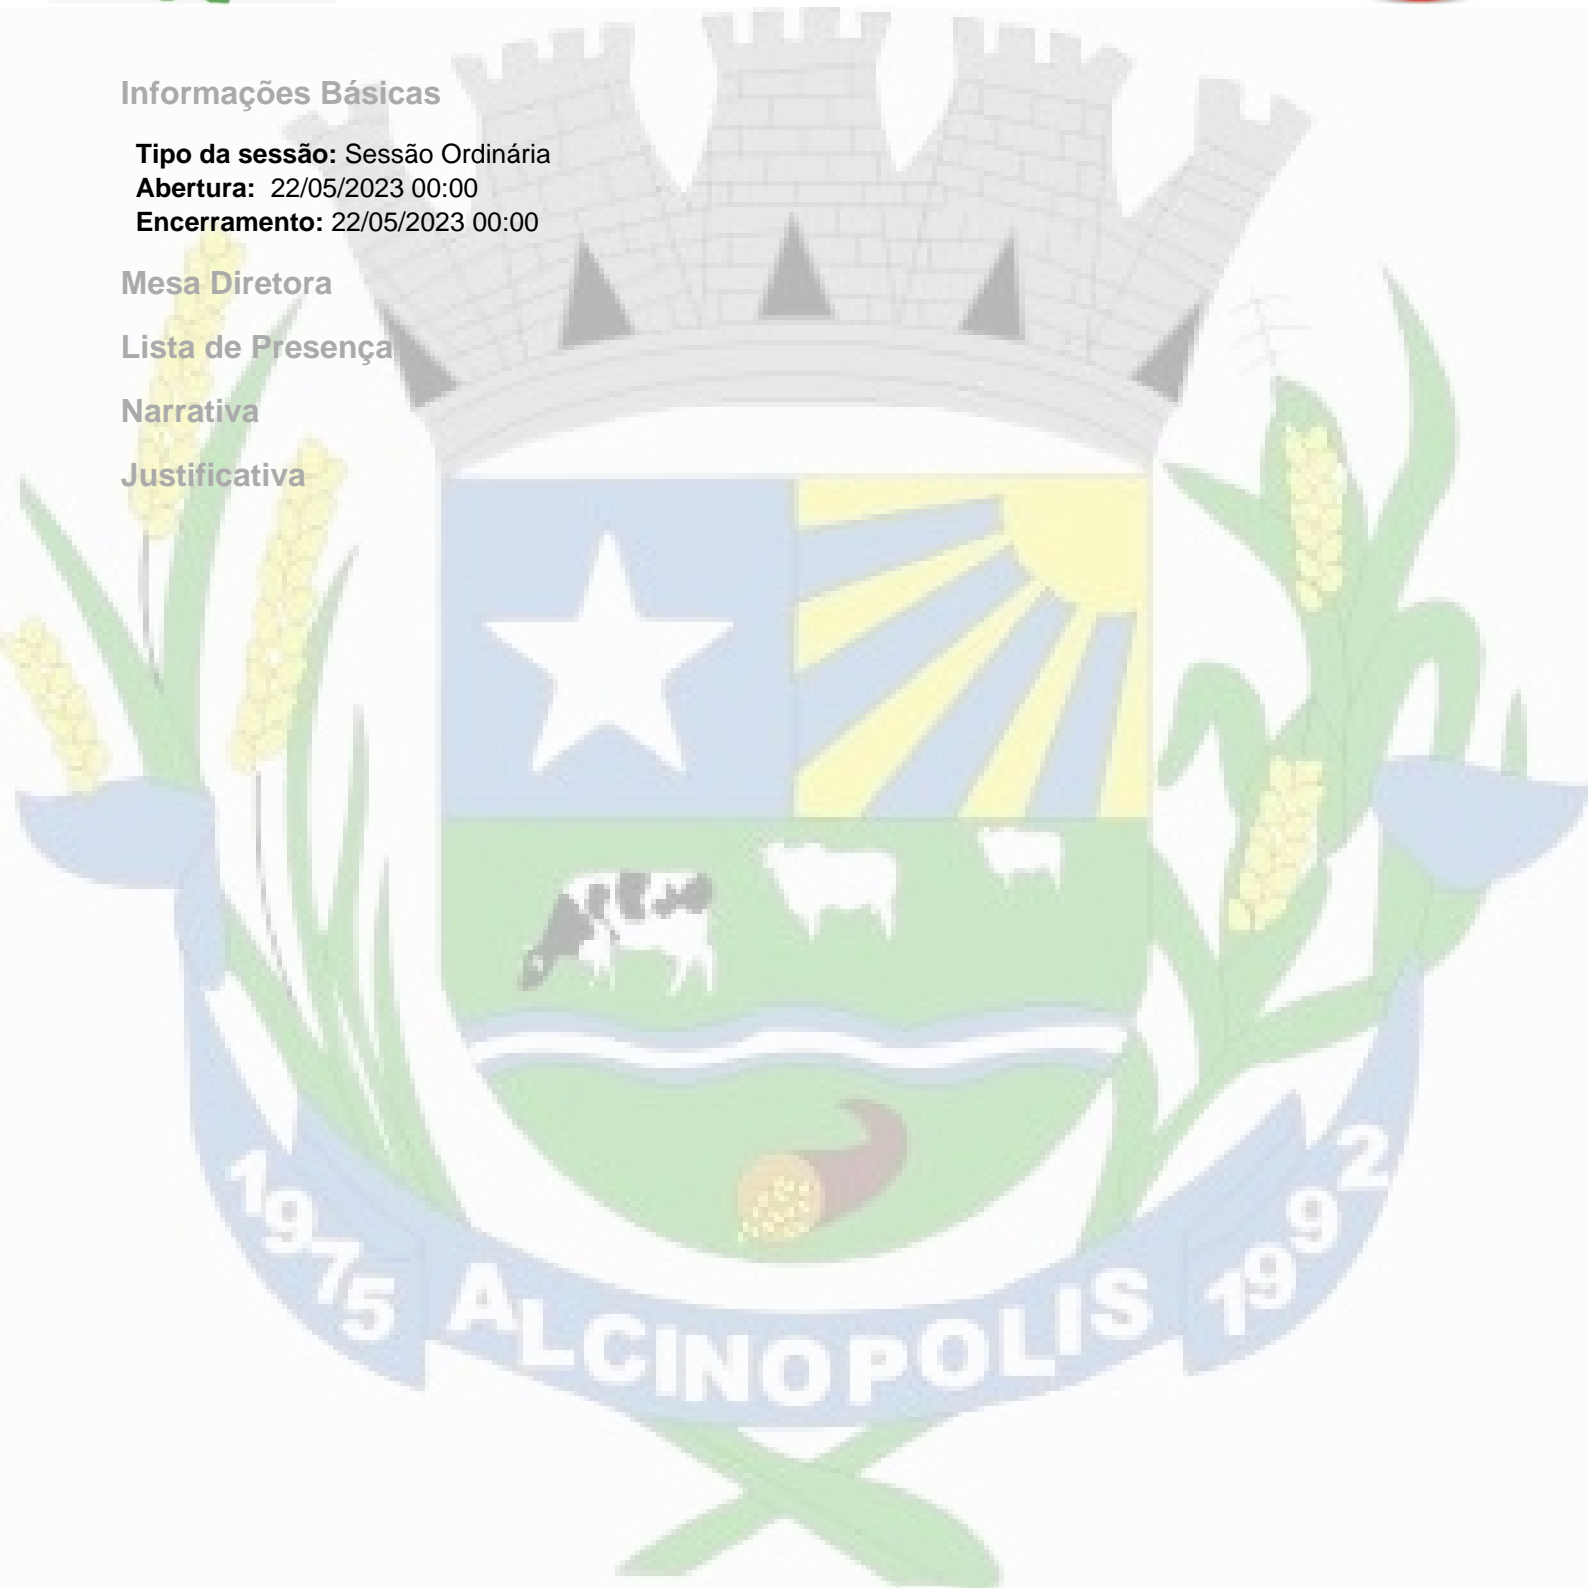 Informações Básicas
Tipo da sessão: Sessão Ordinária
Abertura: 22/05/2023 00:00
Encerramento: 22/05/2023 00:00
Mesa Diretora
Lista de Presença
Narrativa
Justificativa
1975 ALCINOPOLIS 1992